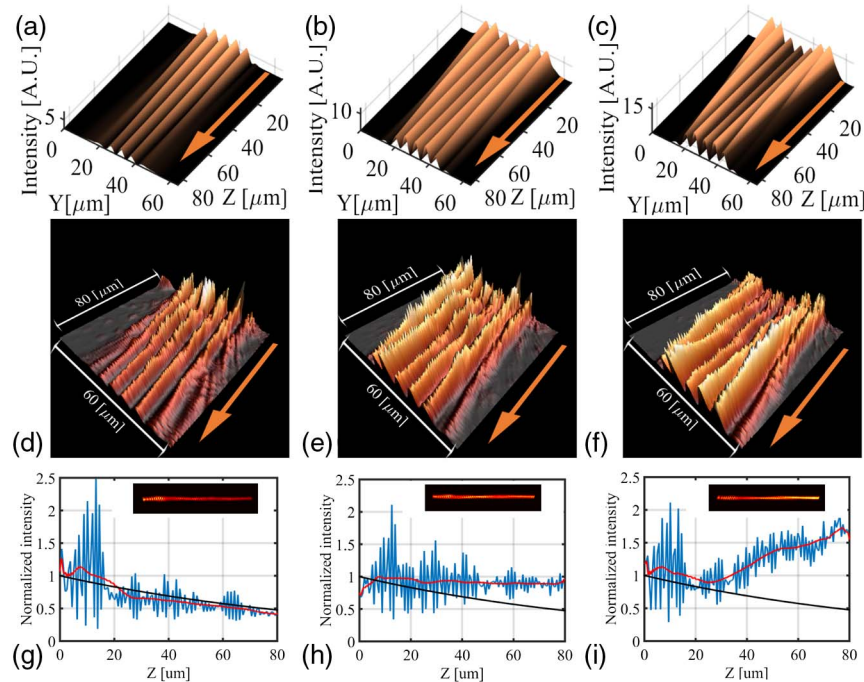 (a) (b) (c)
Intensity [A.U.] Intensity [A.U.] Intensity [A.U.]
5 10 15
0 20 40 60 0 20 40 60 0 20 40 60
20 40 60 80 20 40 60 80 20 40 60 80
Y[μm] Z [μm] Y[μm] Z [μm] Y[μm] Z [μm]
80 [μm] 80 [μm] 80 [μm]
60 [μm] 60 [μm] 60 [μm]
(d) (e) (f)
Normalized intensity Normalized intensity Normalized intensity
2.5 2.5 2.5
2 2 2
1.5 1.5 1.5
1 1 1
0.5 0.5 0.5
0 0 0
0 20 40 60 80 0 20 40 60 80 0 20 40 60 80
(g) Z [um] (h) Z [um] (i) Z [um]